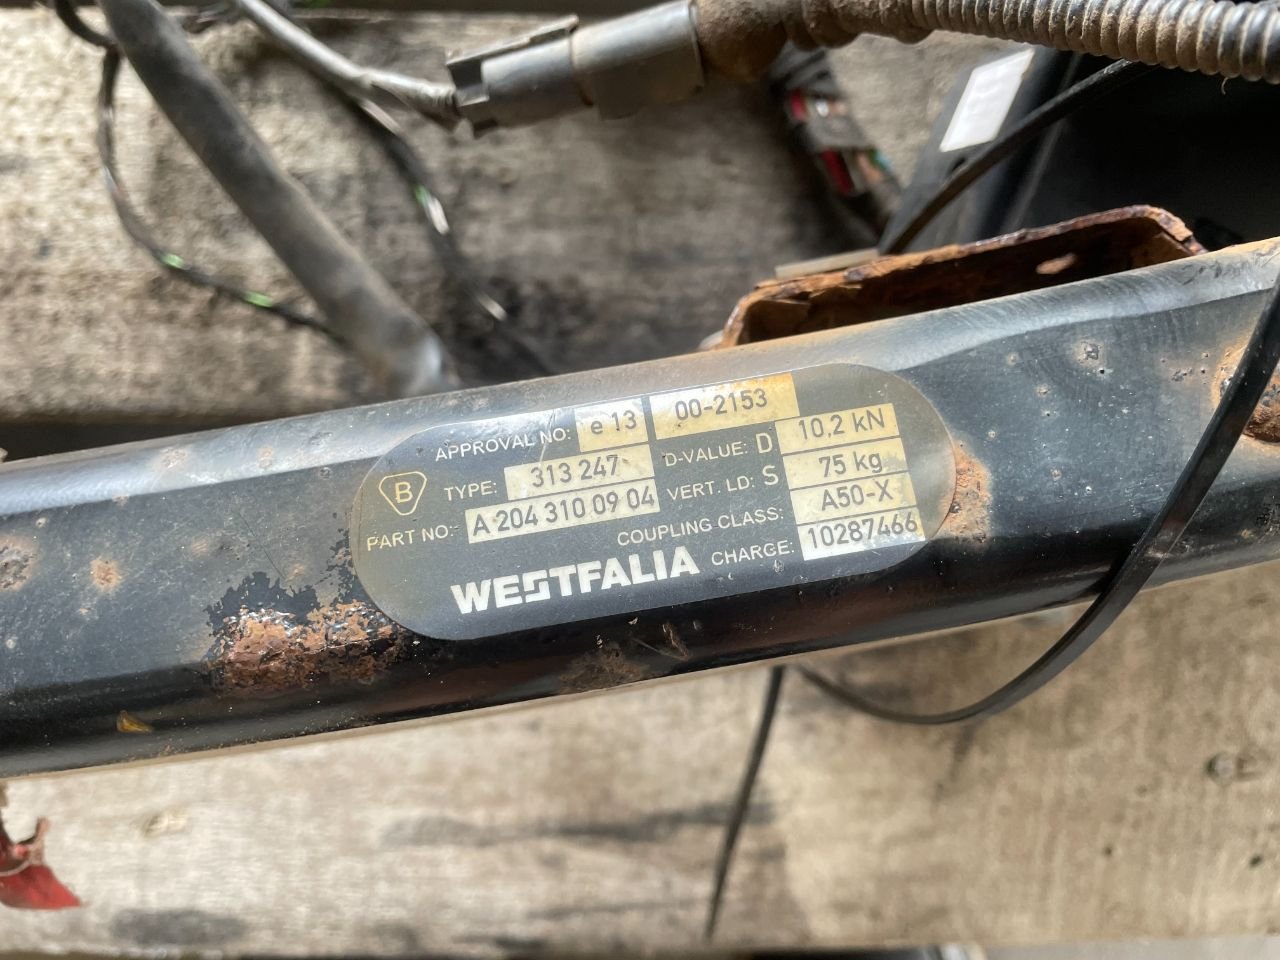 APPROVAL NO: e 13 00-2153
B TYPE: 313 247 D-VALUE: D 10,2 kN
PART NO: A 204 310 09 04 VERT. LD: S 75 kg
COUPLING CLASS: A50-X
WESTFALIA CHARGE: 10287466